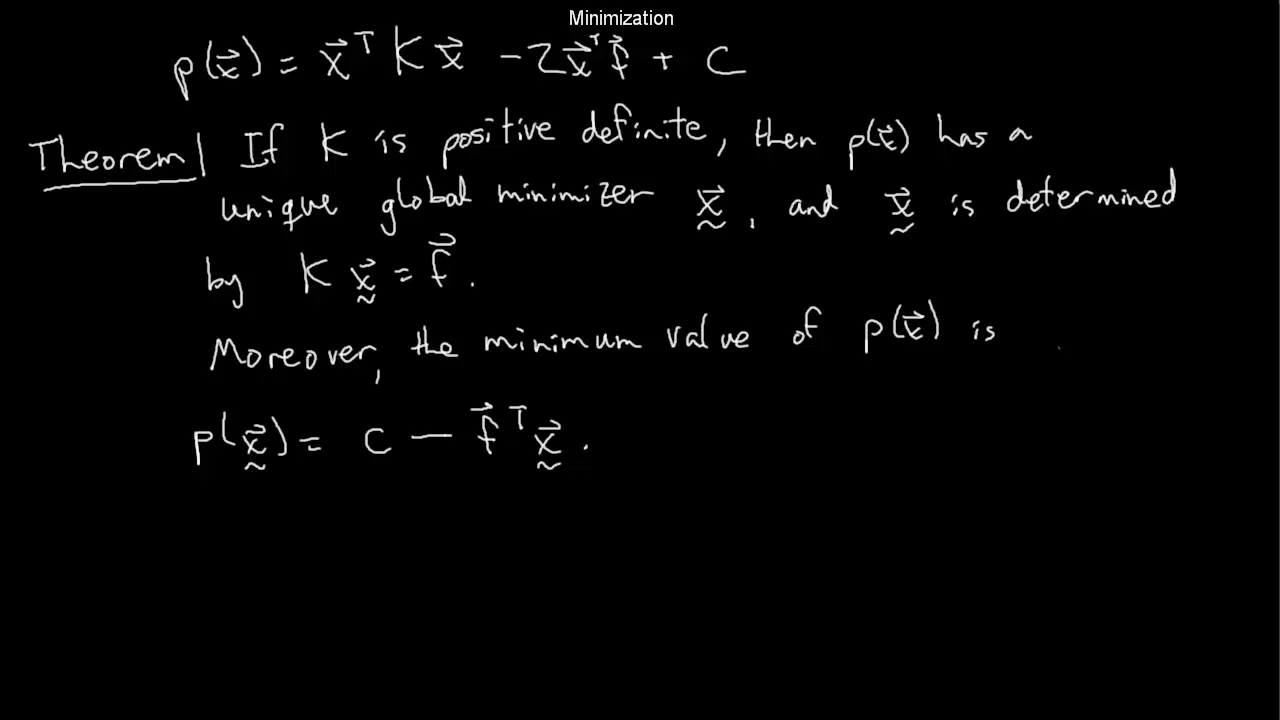 Minimization
p(x⃗) = x⃗ᵀ K x⃗ - 2x⃗ᵀf⃗ + C
Theorem| If K is positive definite, then p(x⃗) has a
unique global minimizer x̰⃗, and x̰⃗ is determined
by K x̰⃗ = f⃗.
Moreover, the minimum value of p(x⃗) is
p(x̰⃗) = C — f⃗ᵀ x̰⃗.